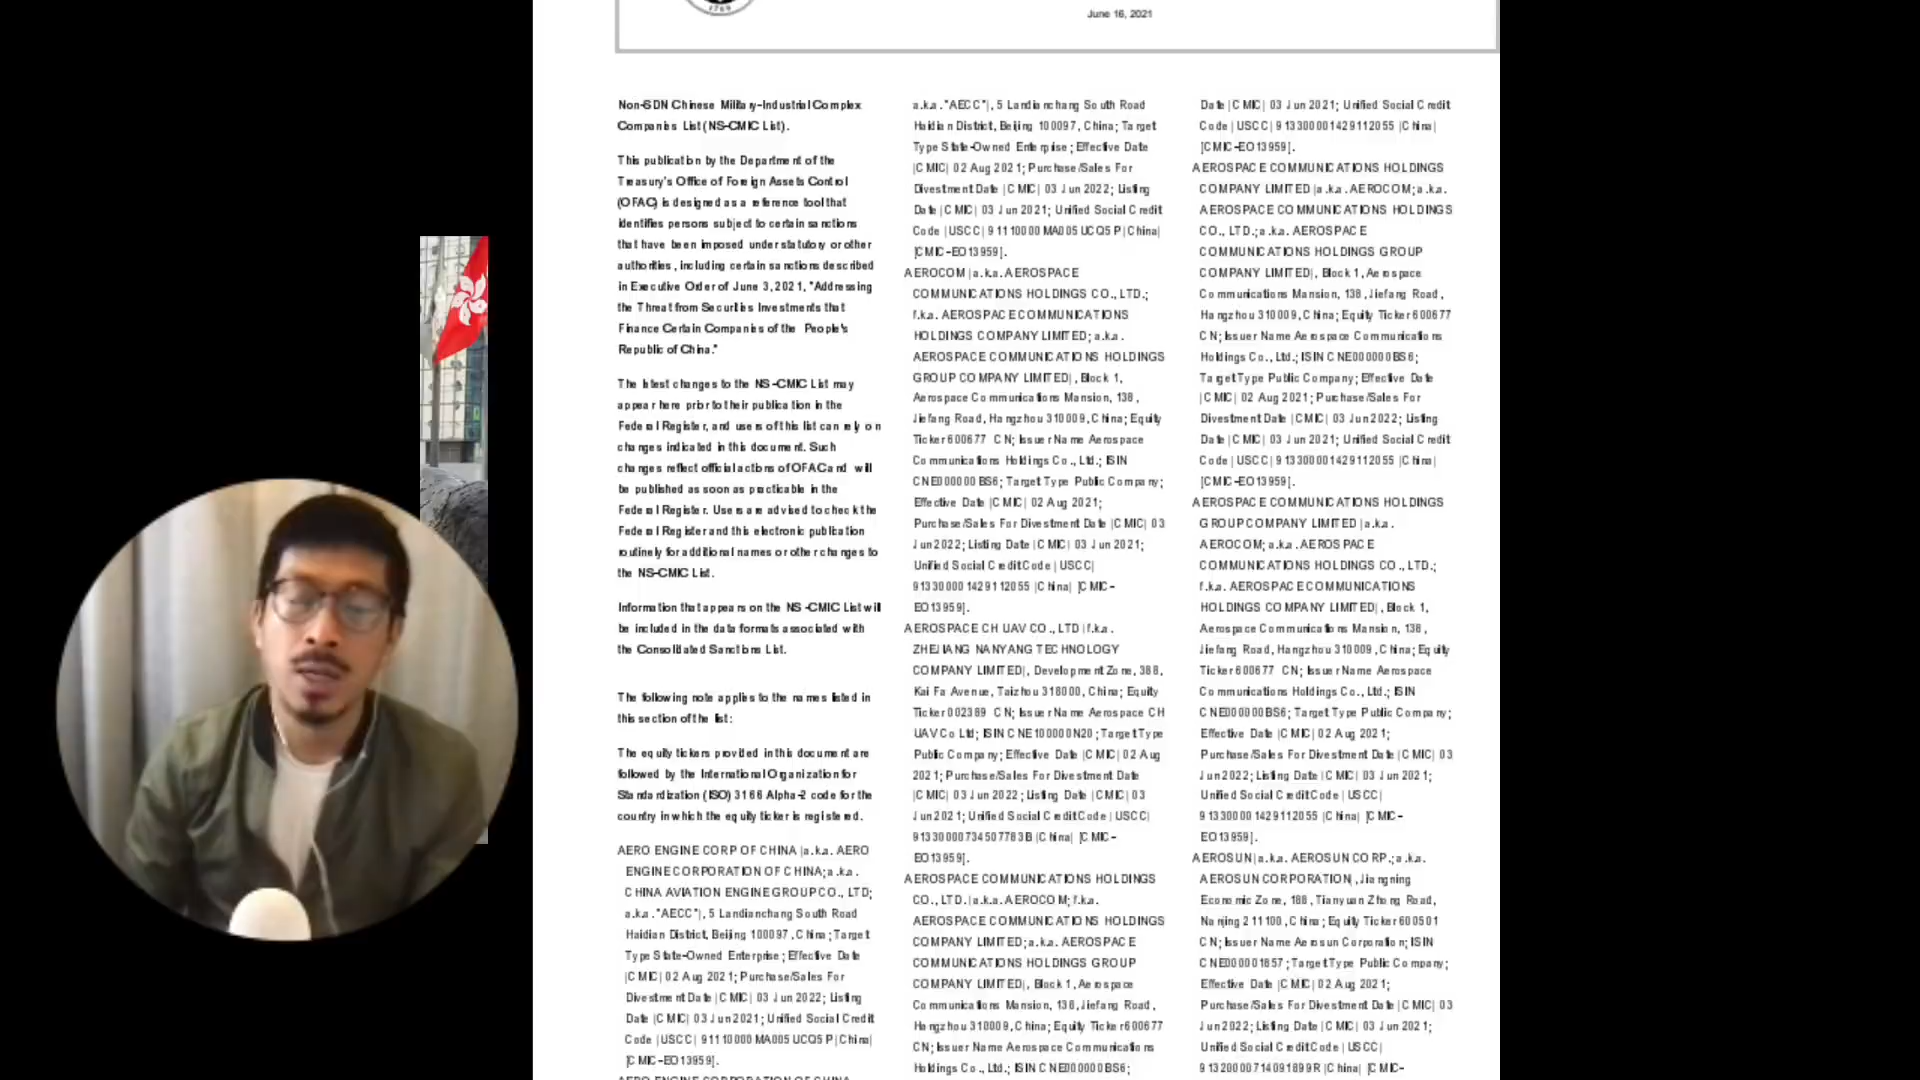 1789
June 16, 2021
Non-SDN Chinese Military-Industrial Complex
Companies List (NS-CMIC List).
This publication by the Department of the
Treasury's Office of Foreign Assets Control
(OFAC) is designed as a reference tool that
identifies persons subject to certain sanctions
that have been imposed under statutory or other
authorities, including certain sanctions described
in Executive Order of June 3, 2021, "Addressing
the Threat from Securities Investments that
Finance Certain Companies of the People's
Republic of China."
The latest changes to the NS-CMIC List may
appear here prior to their publication in the
Federal Register, and users of this list can rely on
changes indicated in this document. Such
changes reflect official actions of OFAC and will
be published as soon as practicable in the
Federal Register. Users are advised to check the
Federal Register and this electronic publication
routinely for additional names or other changes to
the NS-CMIC List.
Information that appears on the NS-CMIC List will
be included in the data formats associated with
the Consolidated Sanctions List.
The following note applies to the names listed in
this section of the list:
The equity tickers provided in this document are
followed by the International Organization for
Standardization (ISO) 3166 Alpha-2 code for the
country in which the equity ticker is registered.
AERO ENGINE CORP OF CHINA (a.k.a. AERO
ENGINE CORPORATION OF CHINA; a.k.a.
CHINA AVIATION ENGINE GROUP CO., LTD;
a.k.a. "AECC"), 5 Landianchang South Road
Haidian District, Beijing 100097, China; Target
Type State-Owned Enterprise; Effective Date
(CMIC) 02 Aug 2021; Purchase/Sales For
Divestment Date (CMIC) 03 Jun 2022; Listing
Date (CMIC) 03 Jun 2021; Unified Social Credit
Code (USCC) 91110000MA005UCQ5P (China)
[CMIC-EO13959].
AERO ENGINE CORPORATION OF CHINA
a.k.a. "AECC"), 5 Landianchang South Road
Haidian District, Beijing 100097, China; Target
Type State-Owned Enterprise; Effective Date
(CMIC) 02 Aug 2021; Purchase/Sales For
Divestment Date (CMIC) 03 Jun 2022; Listing
Date (CMIC) 03 Jun 2021; Unified Social Credit
Code (USCC) 91110000MA005UCQ5P (China)
[CMIC-EO13959].
AEROCOM (a.k.a. AEROSPACE
COMMUNICATIONS HOLDINGS CO., LTD.;
f.k.a. AEROSPACE COMMUNICATIONS
HOLDINGS COMPANY LIMITED; a.k.a.
AEROSPACE COMMUNICATIONS HOLDINGS
GROUP COMPANY LIMITED), Block 1,
Aerospace Communications Mansion, 138,
Jiefang Road, Hangzhou 310009, China; Equity
Ticker 600677 CN; Issuer Name Aerospace
Communications Holdings Co., Ltd.; ISIN
CNE000000BS6; Target Type Public Company;
Effective Date (CMIC) 02 Aug 2021;
Purchase/Sales For Divestment Date (CMIC) 03
Jun 2022; Listing Date (CMIC) 03 Jun 2021;
Unified Social Credit Code (USCC)
913300001429112055 (China) [CMIC-
EO13959].
AEROSPACE CH UAV CO., LTD (f.k.a.
ZHEJIANG NANYANG TECHNOLOGY
COMPANY LIMITED), Development Zone, 388,
Kai Fa Avenue, Taizhou 318000, China; Equity
Ticker 002389 CN; Issuer Name Aerospace CH
UAV Co Ltd; ISIN CNE100000N20; Target Type
Public Company; Effective Date (CMIC) 02 Aug
2021; Purchase/Sales For Divestment Date
(CMIC) 03 Jun 2022; Listing Date (CMIC) 03
Jun 2021; Unified Social Credit Code (USCC)
91330000734507783B (China) [CMIC-
EO13959].
AEROSPACE COMMUNICATIONS HOLDINGS
CO., LTD. (a.k.a. AEROCOM; f.k.a.
AEROSPACE COMMUNICATIONS HOLDINGS
COMPANY LIMITED; a.k.a. AEROSPACE
COMMUNICATIONS HOLDINGS GROUP
COMPANY LIMITED), Block 1, Aerospace
Communications Mansion, 138, Jiefang Road,
Hangzhou 310009, China; Equity Ticker 600677
CN; Issuer Name Aerospace Communications
Holdings Co., Ltd.; ISIN CNE000000BS6;
Date (CMIC) 03 Jun 2021; Unified Social Credit
Code (USCC) 913300001429112055 (China)
[CMIC-EO13959].
AEROSPACE COMMUNICATIONS HOLDINGS
COMPANY LIMITED (a.k.a. AEROCOM; a.k.a.
AEROSPACE COMMUNICATIONS HOLDINGS
CO., LTD.; a.k.a. AEROSPACE
COMMUNICATIONS HOLDINGS GROUP
COMPANY LIMITED), Block 1, Aerospace
Communications Mansion, 138, Jiefang Road,
Hangzhou 310009, China; Equity Ticker 600677
CN; Issuer Name Aerospace Communications
Holdings Co., Ltd.; ISIN CNE000000BS6;
Target Type Public Company; Effective Date
(CMIC) 02 Aug 2021; Purchase/Sales For
Divestment Date (CMIC) 03 Jun 2022; Listing
Date (CMIC) 03 Jun 2021; Unified Social Credit
Code (USCC) 913300001429112055 (China)
[CMIC-EO13959].
AEROSPACE COMMUNICATIONS HOLDINGS
GROUP COMPANY LIMITED (a.k.a.
AEROCOM; a.k.a. AEROSPACE
COMMUNICATIONS HOLDINGS CO., LTD.;
f.k.a. AEROSPACE COMMUNICATIONS
HOLDINGS COMPANY LIMITED), Block 1,
Aerospace Communications Mansion, 138,
Jiefang Road, Hangzhou 310009, China; Equity
Ticker 600677 CN; Issuer Name Aerospace
Communications Holdings Co., Ltd.; ISIN
CNE000000BS6; Target Type Public Company;
Effective Date (CMIC) 02 Aug 2021;
Purchase/Sales For Divestment Date (CMIC) 03
Jun 2022; Listing Date (CMIC) 03 Jun 2021;
Unified Social Credit Code (USCC)
913300001429112055 (China) [CMIC-
EO13959].
AEROSUN (a.k.a. AEROSUN CORP.; a.k.a.
AEROSUN CORPORATION), Jiangning
Economic Zone, 188, Tianyuan Zhong Road,
Nanjing 211100, China; Equity Ticker 600501
CN; Issuer Name Aerosun Corporation; ISIN
CNE000001857; Target Type Public Company;
Effective Date (CMIC) 02 Aug 2021;
Purchase/Sales For Divestment Date (CMIC) 03
Jun 2022; Listing Date (CMIC) 03 Jun 2021;
Unified Social Credit Code (USCC)
91320000714091899R (China) [CMIC-